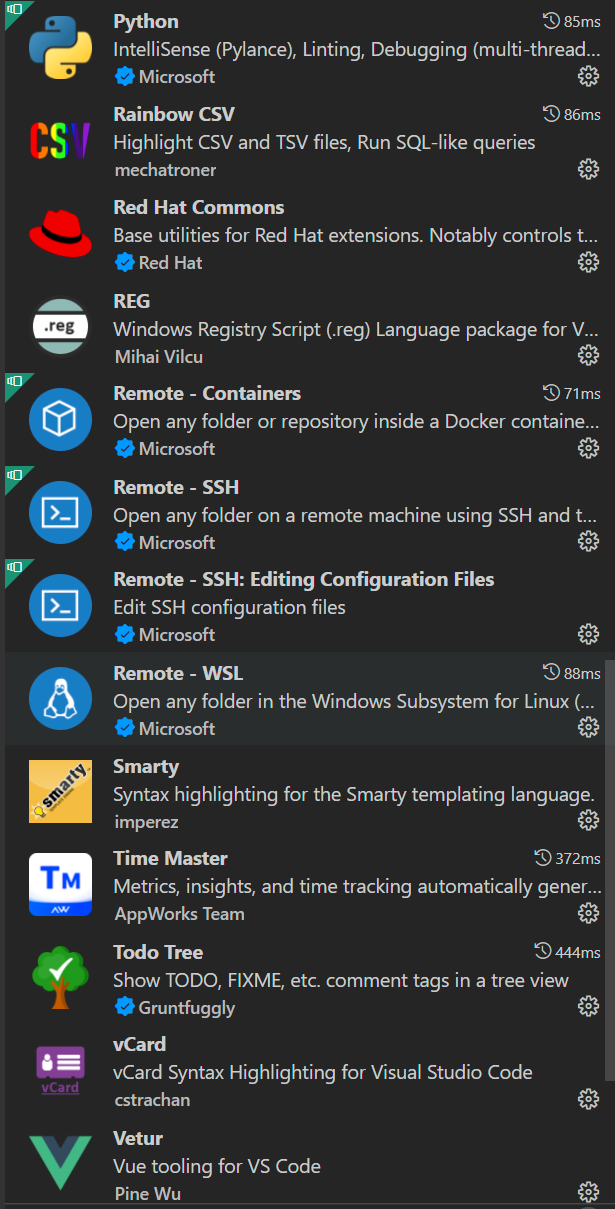 Python 85ms
IntelliSense (Pylance), Linting, Debugging (multi-thread...
Microsoft
CSV
Rainbow CSV 86ms
Highlight CSV and TSV files, Run SQL-like queries
mechatroner
Red Hat Commons
Base utilities for Red Hat extensions. Notably controls t...
Red Hat
.reg
REG
Windows Registry Script (.reg) Language package for V...
Mihai Vilcu
Remote - Containers 71ms
Open any folder or repository inside a Docker containe...
Microsoft
Remote - SSH
Open any folder on a remote machine using SSH and t...
Microsoft
Remote - SSH: Editing Configuration Files
Edit SSH configuration files
Microsoft
Remote - WSL 88ms
Open any folder in the Windows Subsystem for Linux (...
Microsoft
smarty
Smarty
Syntax highlighting for the Smarty templating language.
imperez
TM
AW
Time Master 372ms
Metrics, insights, and time tracking automatically gener...
AppWorks Team
Todo Tree 444ms
Show TODO, FIXME, etc. comment tags in a tree view
Gruntfuggly
vCard
vCard
vCard Syntax Highlighting for Visual Studio Code
cstrachan
Vetur
Vue tooling for VS Code
Pine Wu